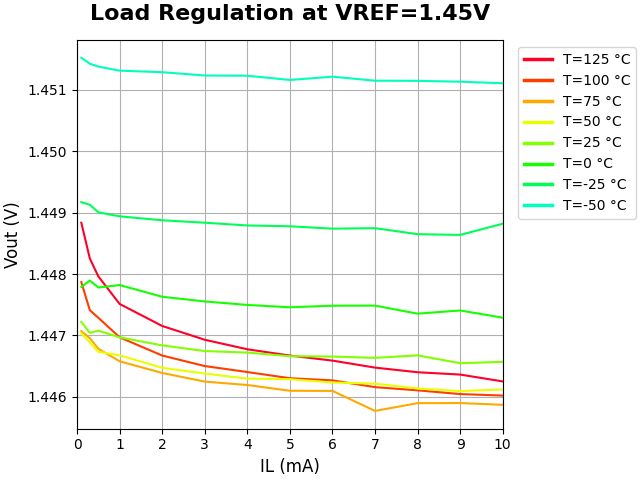 Load Regulation at VREF=1.45V
Vout (V)
1.451
1.450
1.449
1.448
1.447
1.446
0 1 2 3 4 5 6 7 8 9 10
IL (mA)
T=125 °C
T=100 °C
T=75 °C
T=50 °C
T=25 °C
T=0 °C
T=-25 °C
T=-50 °C